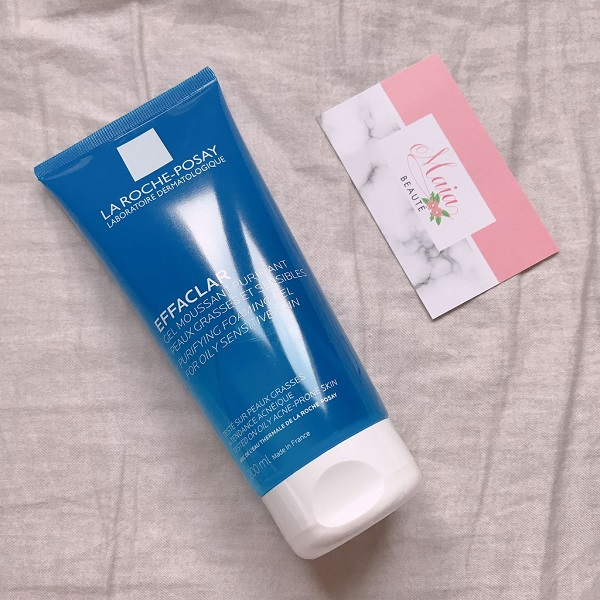 LA ROCHE-POSAY
LABORATOIRE DERMATOLOGIQUE
EFFACLAR
GEL MOUSSANT PURIFIANT
PEAUX GRASSES ET SENSIBLES
PURIFYING FOAMING GEL
FOR OILY SENSITIVE SKIN
SUR PEAUX GRASSES
TENDANCE ACNÉIQUE
ON OILY ACNE-PRONE SKIN
DE L'EAU THERMALE DE LA ROCHE-POSAY
ml Made in France
Maia
BEAUTÉ